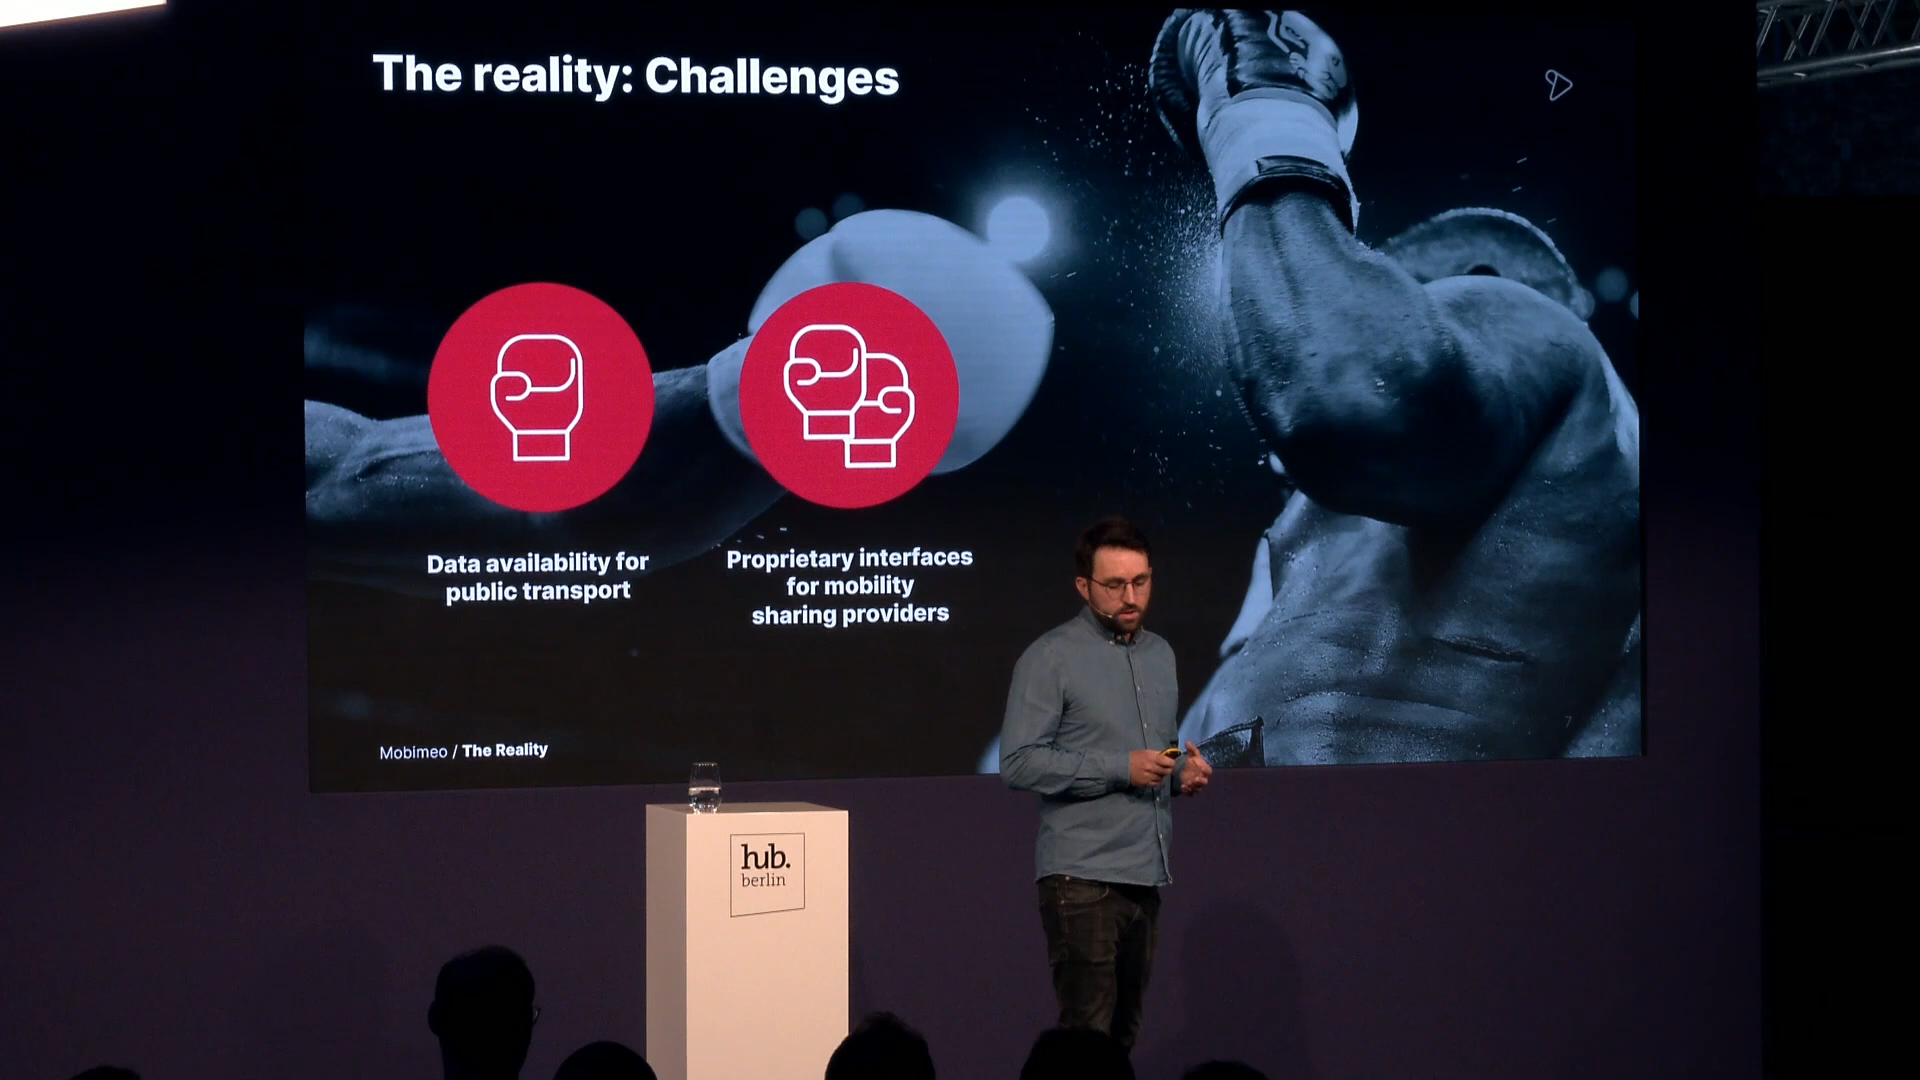 The reality: Challenges
Data availability for
public transport
Proprietary interfaces
for mobility
sharing providers
7
Mobimeo / The Reality
hub.
berlin